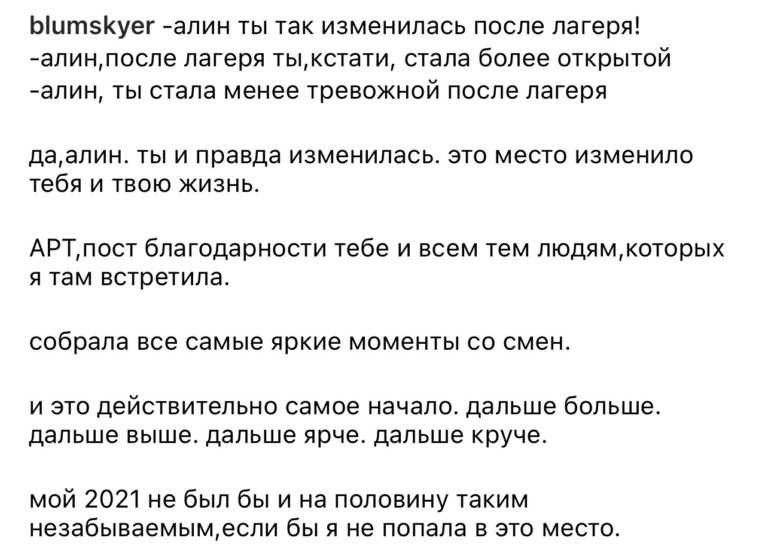 blumskyer -алин ты так изменилась после лагеря!
-алин,после лагеря ты,кстати, стала более открытой
-алин, ты стала менее тревожной после лагеря
да,алин. ты и правда изменилась. это место изменило
тебя и твою жизнь.
АРТ,пост благодарности тебе и всем тем людям,которых
я там встретила.
собрала все самые яркие моменты со смен.
и это действительно самое начало. дальше больше.
дальше выше. дальше ярче. дальше круче.
мой 2021 не был бы и на половину таким
незабываемым,если бы я не попала в это место.